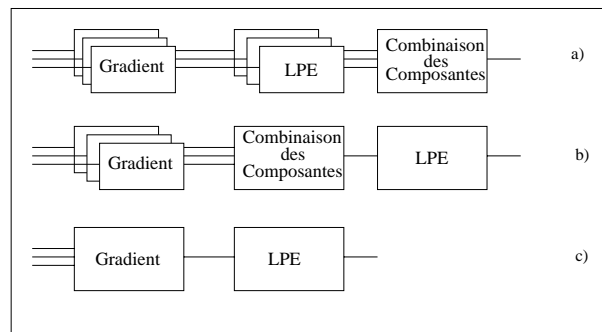 Gradient
LPE
Combinaison
des
Composantes
a)
Gradient
Combinaison
des
Composantes
LPE
b)
Gradient
LPE
c)